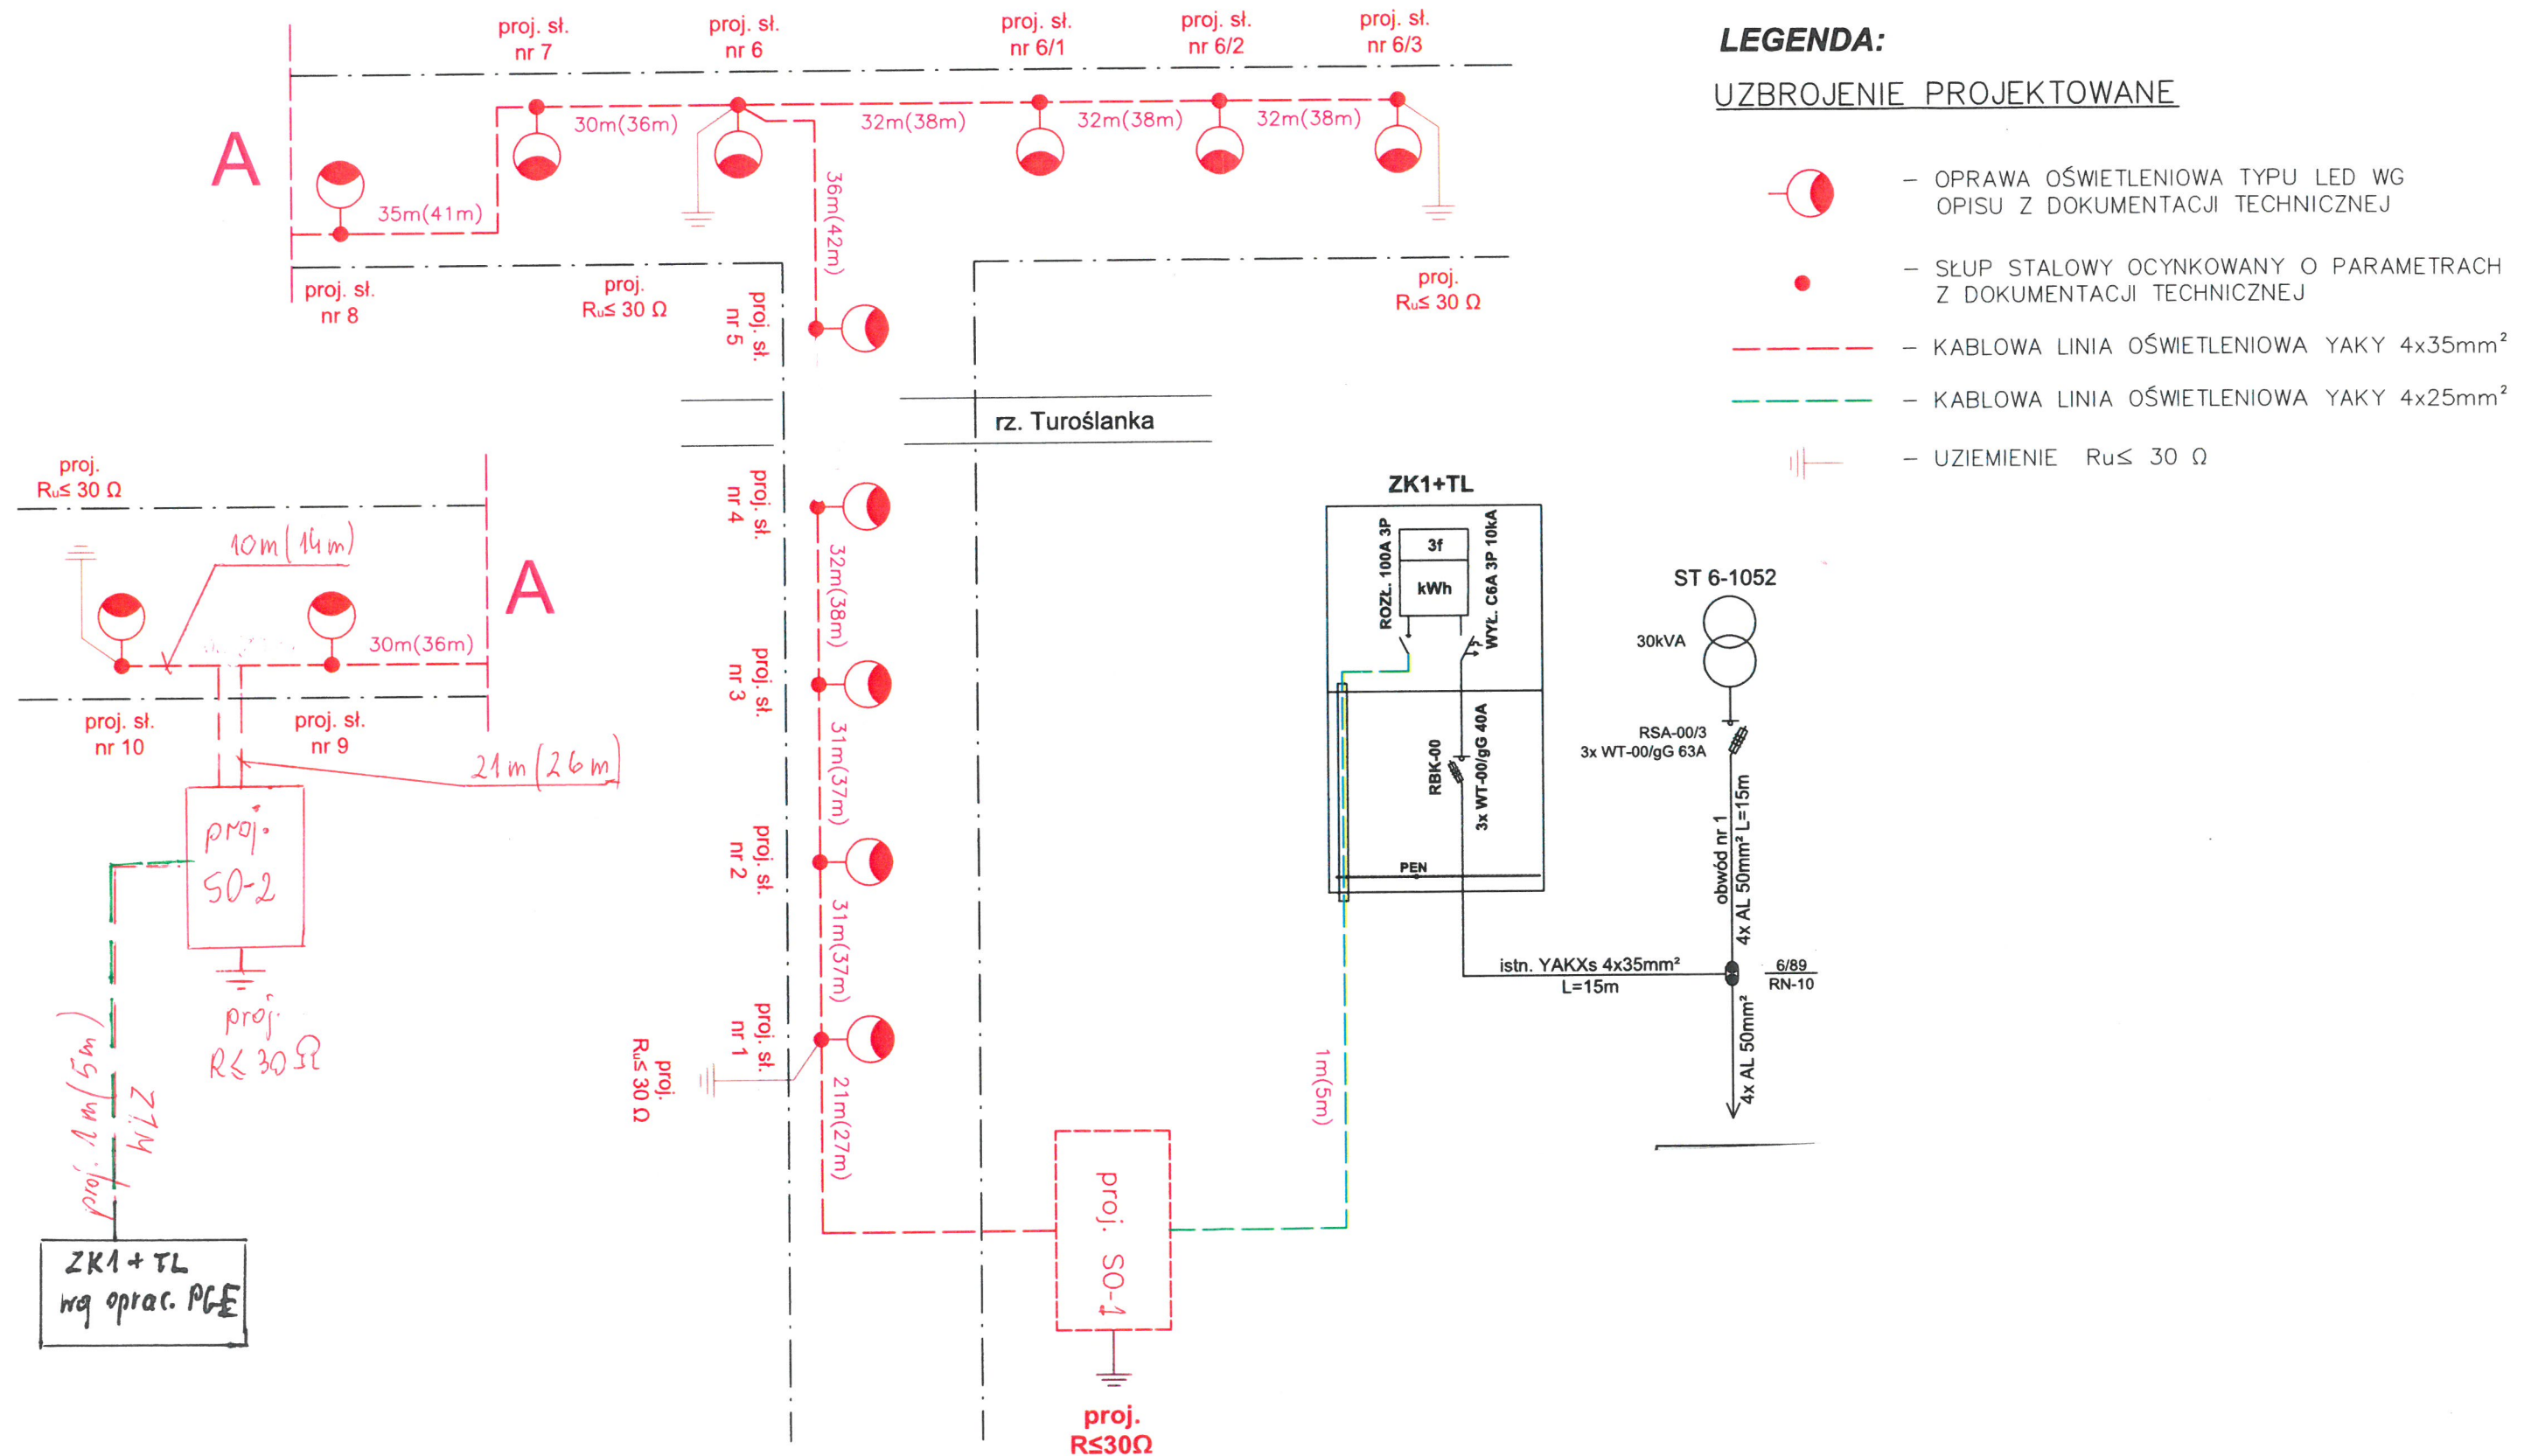 proj. sł.
nr 7
proj. sł.
nr 6
proj. sł.
nr 6/1
proj. sł.
nr 6/2
proj. sł.
nr 6/3
A
30m(36m)
32m(38m)
32m(38m)
32m(38m)
35m(41m)
36m(42m)
proj. sł.
nr 8
proj.
Ru≤ 30 Ω
proj.
Ru≤ 30 Ω
proj. sł.
nr 5
rz. Turoślanka
LEGENDA:
UZBROJENIE PROJEKTOWANE
– OPRAWA OŚWIETLENIOWA TYPU LED WG
OPISU Z DOKUMENTACJI TECHNICZNEJ
– SŁUP STALOWY OCYNKOWANY O PARAMETRACH
Z DOKUMENTACJI TECHNICZNEJ
– KABLOWA LINIA OŚWIETLENIOWA YAKY 4x35mm²
– KABLOWA LINIA OŚWIETLENIOWA YAKY 4x25mm²
– UZIEMIENIE Ru≤ 30 Ω
proj.
Ru≤ 30 Ω
10m(14m)
A
30m(36m)
proj. sł.
nr 10
proj. sł.
nr 9
21m(26m)
proj.
SO-2
proj.
R≤ 30 Ω
proj. 1m(5m)
ZK1+TL
wg oprac. PGE
proj. sł.
nr 4
32m(38m)
proj. sł.
nr 3
31m(37m)
proj. sł.
nr 2
31m(37m)
proj. sł.
nr 1
proj.
Ru≤ 30 Ω
21m(27m)
proj. SO-1
proj.
R≤30Ω
1m(5m)
ZK1+TL
ROZŁ. 100A 3P
3f
kWh
WYŁ. C6A 3P 10kA
RBK-00
3x WT-00/gG 40A
PEN
ST 6-1052
30kVA
RSA-00/3
3x WT-00/gG 63A
obwód nr 1
4x AL 50mm² L=15m
istn. YAKXs 4x35mm²
L=15m
6/89
RN-10
4x AL 50mm²